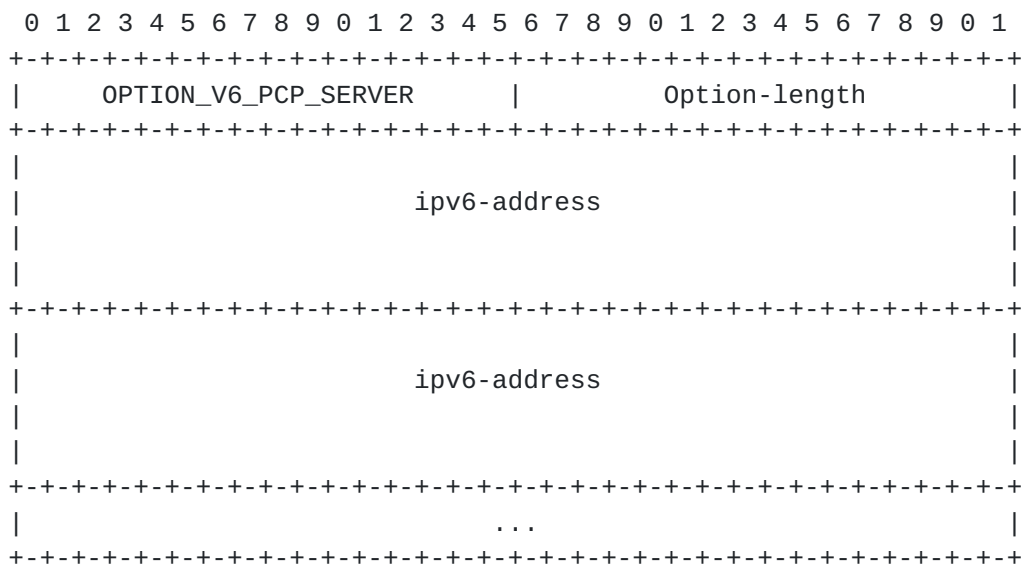 0 1 2 3 4 5 6 7 8 9 0 1 2 3 4 5 6 7 8 9 0 1 2 3 4 5 6 7 8 9 0 1
+-+-+-+-+-+-+-+-+-+-+-+-+-+-+-+-+-+-+-+-+-+-+-+-+-+-+-+-+-+-+-+-+
|     OPTION_V6_PCP_SERVER      |         Option-length         |
+-+-+-+-+-+-+-+-+-+-+-+-+-+-+-+-+-+-+-+-+-+-+-+-+-+-+-+-+-+-+-+-+
|                                                               |
|                         ipv6-address                          |
|                                                               |
|                                                               |
+-+-+-+-+-+-+-+-+-+-+-+-+-+-+-+-+-+-+-+-+-+-+-+-+-+-+-+-+-+-+-+-+
|                                                               |
|                         ipv6-address                          |
|                                                               |
|                                                               |
+-+-+-+-+-+-+-+-+-+-+-+-+-+-+-+-+-+-+-+-+-+-+-+-+-+-+-+-+-+-+-+-+
|                              ...                              |
+-+-+-+-+-+-+-+-+-+-+-+-+-+-+-+-+-+-+-+-+-+-+-+-+-+-+-+-+-+-+-+-+